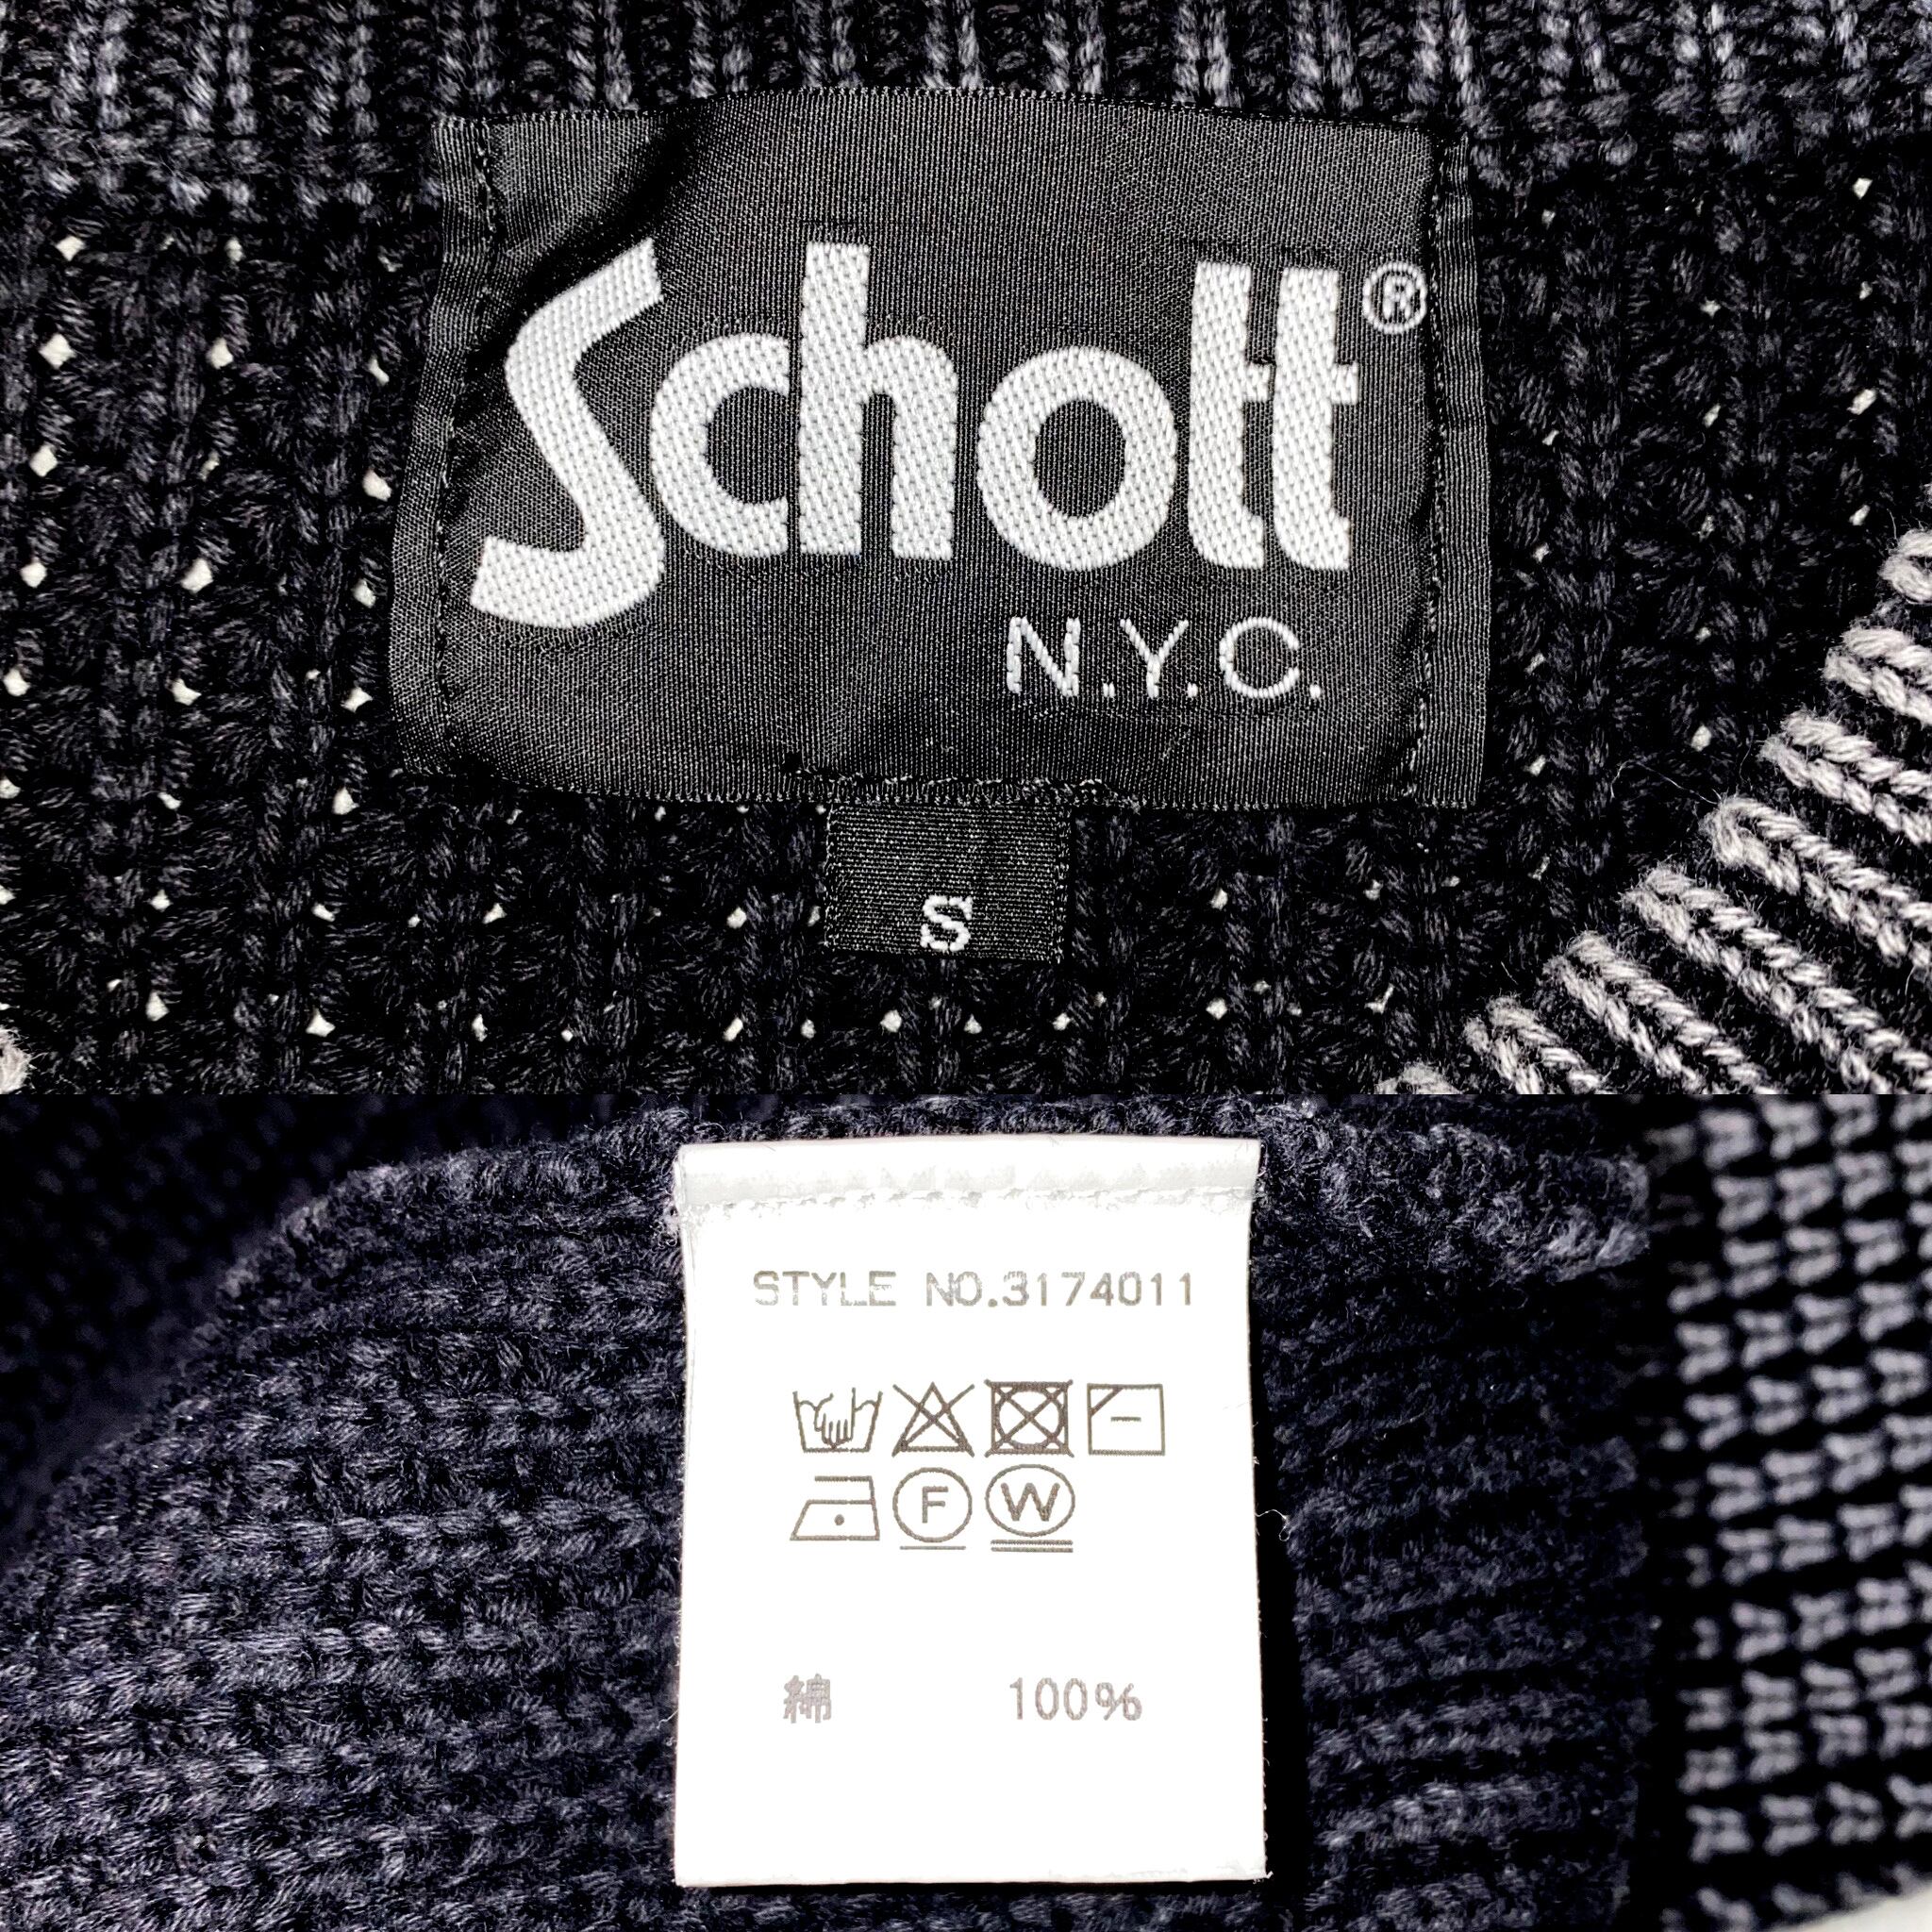 Schott®
N.Y.C.
S
STYLE NO.3174011
F W
綿 100%